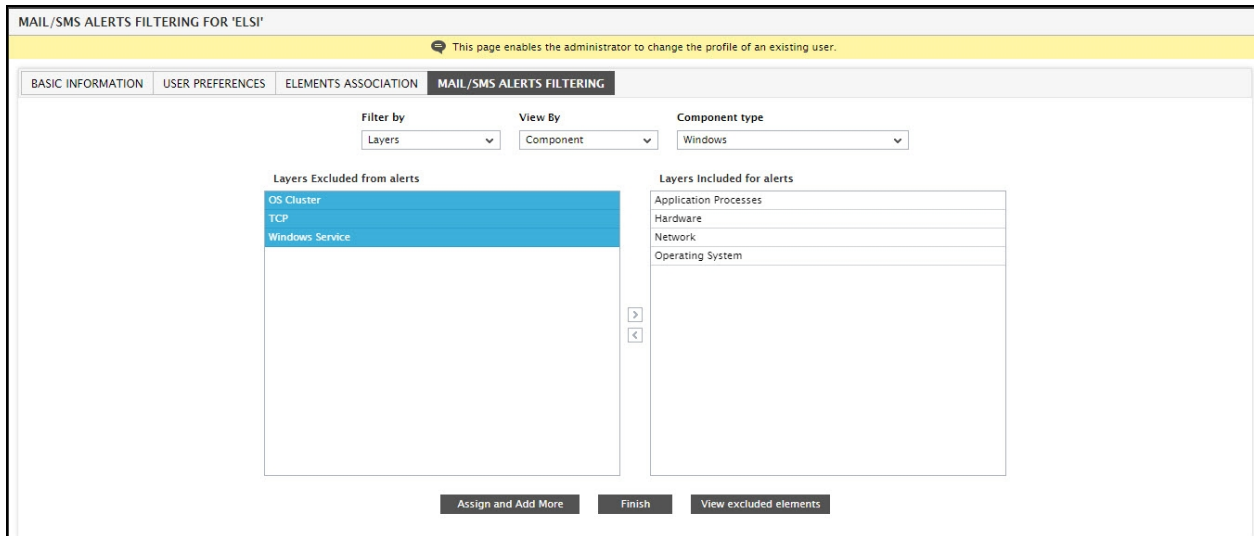 MAIL/SMS ALERTS FILTERING FOR 'ELSI'
This page enables the administrator to change the profile of an existing user.
BASIC INFORMATION USER PREFERENCES ELEMENTS ASSOCIATION MAIL/SMS ALERTS FILTERING
Filter by View By Component type
Layers Component Windows
Layers Excluded from alerts Layers Included for alerts
OS Cluster Application Processes
TCP Hardware
Windows Service Network
Operating System
Assign and Add More Finish View excluded elements